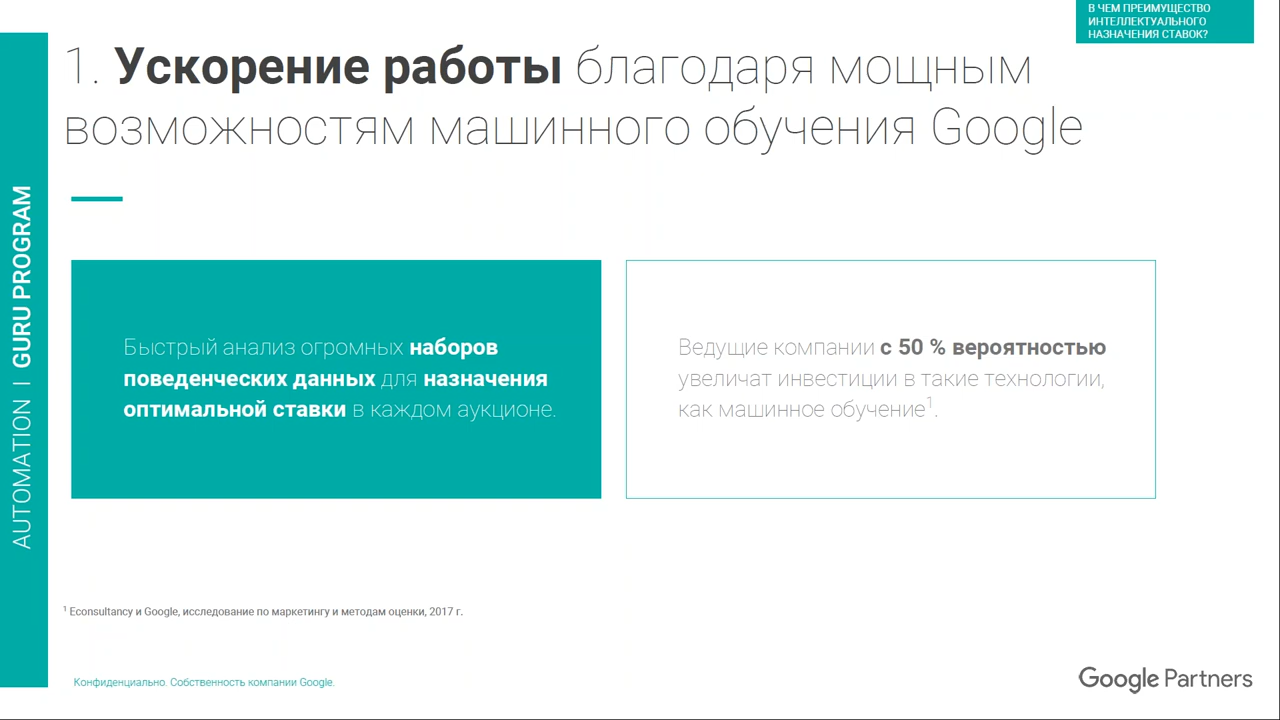 В ЧЕМ ПРЕИМУЩЕСТВО
ИНТЕЛЛЕКТУАЛЬНОГО
НАЗНАЧЕНИЯ СТАВОК?
1. Ускорение работы благодаря мощным
возможностям машинного обучения Google
AUTOMATION | GURU PROGRAM
Быстрый анализ огромных наборов
поведенческих данных для назначения
оптимальной ставки в каждом аукционе.
Ведущие компании с 50 % вероятностью
увеличат инвестиции в такие технологии,
как машинное обучение¹.
¹ Econsultancy и Google, исследование по маркетингу и методам оценки, 2017 г.
Конфиденциально. Собственность компании Google.
Google Partners